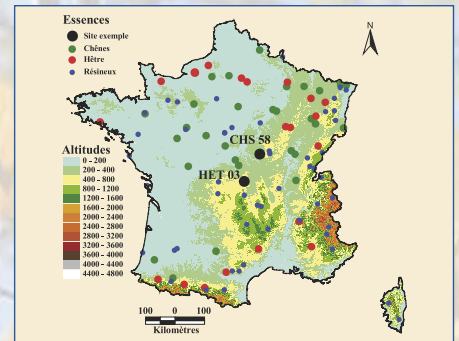 Essences
Site exemple
Chênes
Hêtre
Résineux
N
CHS 58
HET 03
Altitudes
0 - 200
200 - 400
400 - 800
800 - 1200
1200 - 1600
1600 - 2000
2000 - 2400
2400 - 2800
2800 - 3200
3200 - 3600
3600 - 4000
4000 - 4400
4400 - 4800
100 0 100
Kilomètres